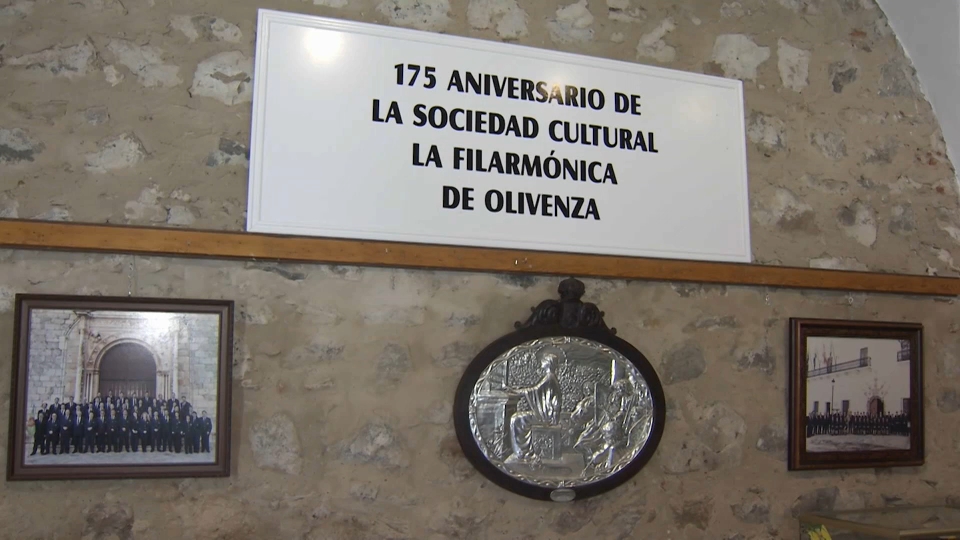 175 ANIVERSARIO DE
LA SOCIEDAD CULTURAL
LA FILARMÓNICA
DE OLIVENZA